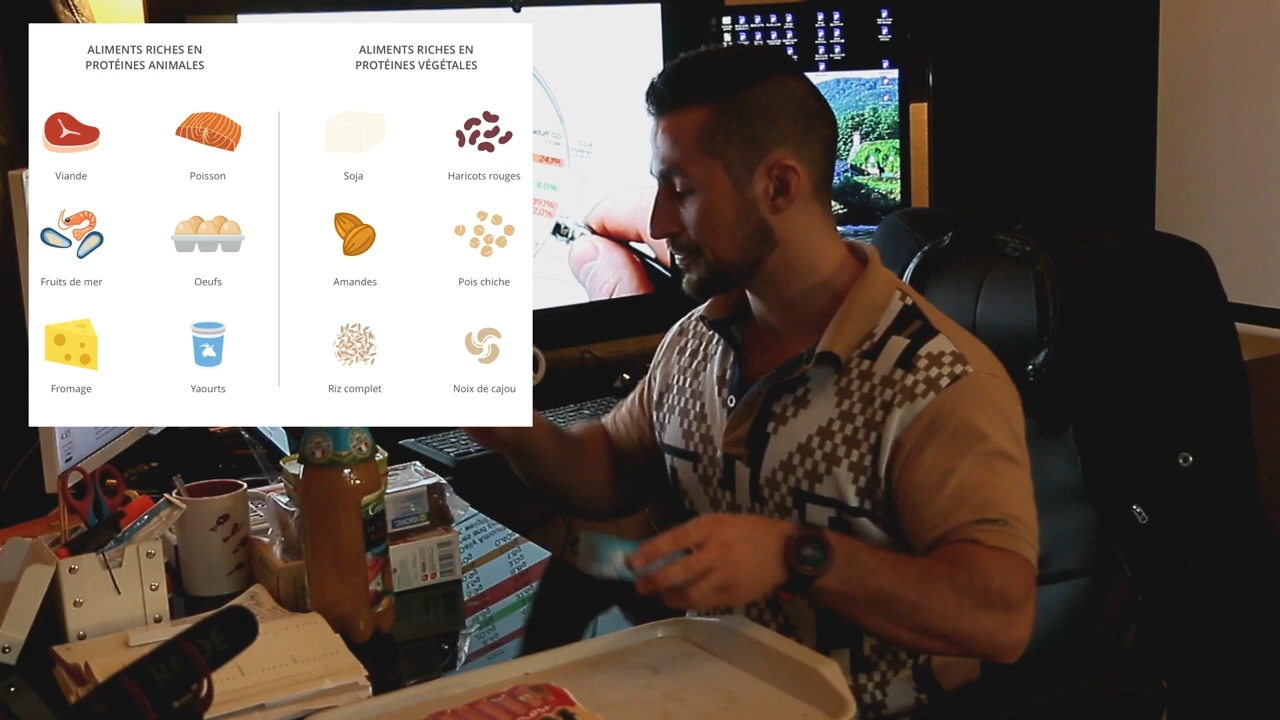 ALIMENTS RICHES EN
PROTÉINES ANIMALES
ALIMENTS RICHES EN
PROTÉINES VÉGÉTALES
Viande
Poisson
Soja
Haricots rouges
Fruits de mer
Oeufs
Amandes
Pois chiche
Fromage
Yaourts
Riz complet
Noix de cajou
RODE